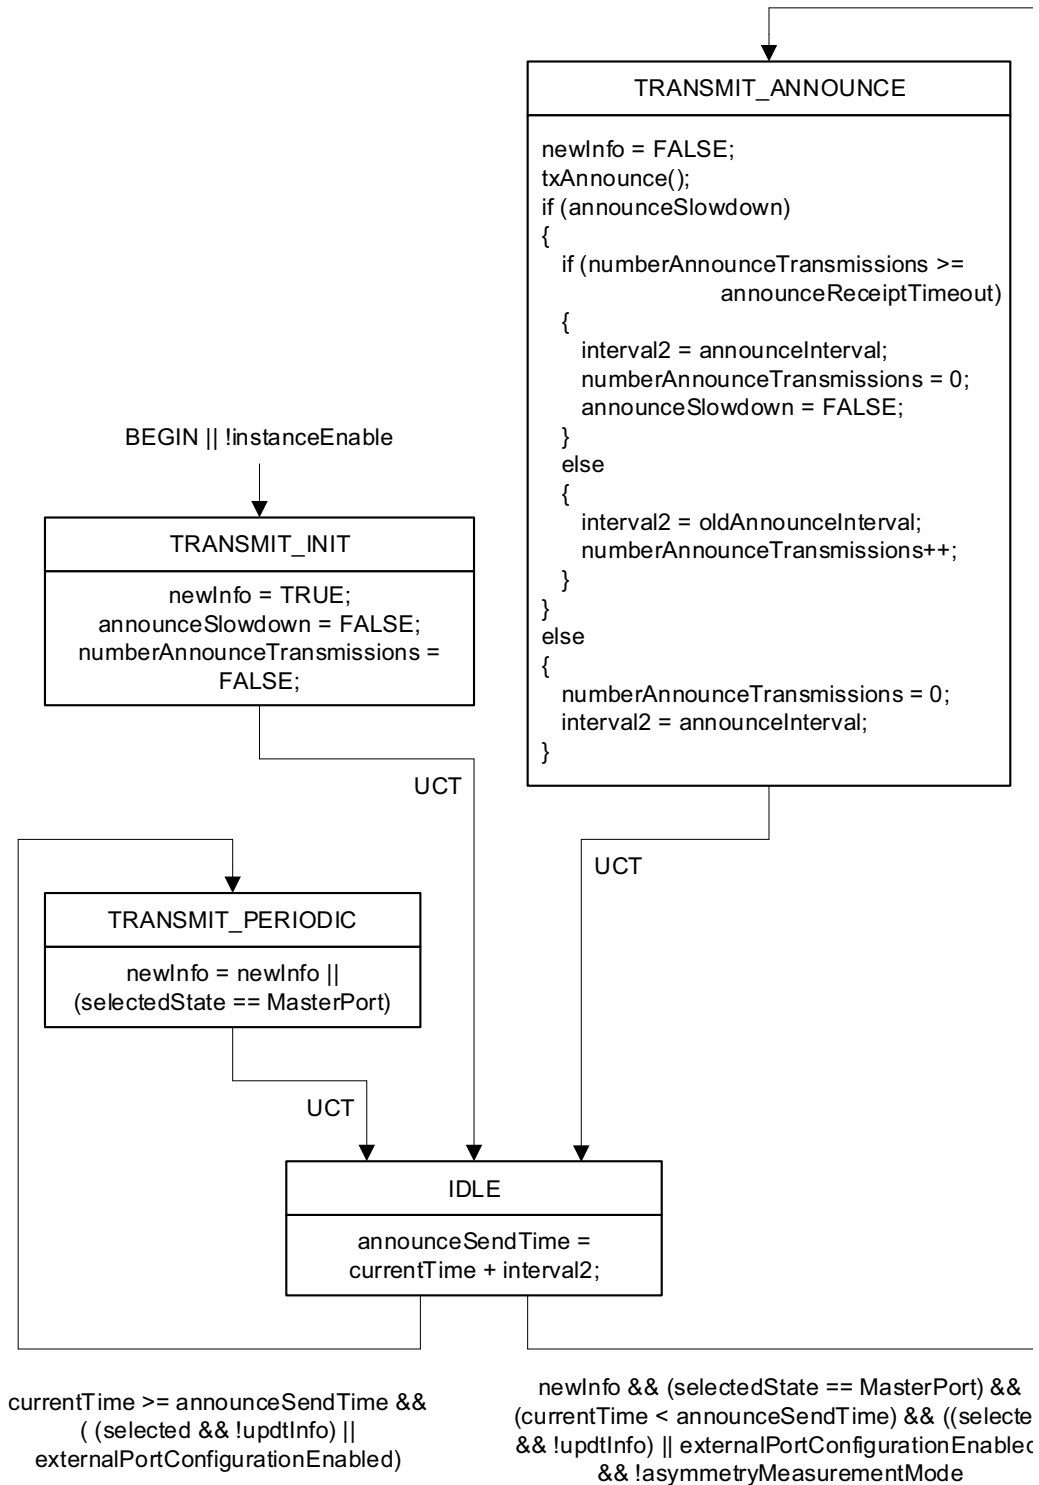 TRANSMIT_ANNOUNCE
newInfo = FALSE;
txAnnounce();
if (announceSlowdown)
{
if (numberAnnounceTransmissions >=
announceReceiptTimeout)
{
interval2 = announceInterval;
numberAnnounceTransmissions = 0;
announceSlowdown = FALSE;
}
else
{
interval2 = oldAnnounceInterval;
numberAnnounceTransmissions++;
}
}
else
{
numberAnnounceTransmissions = 0;
interval2 = announceInterval;
}
BEGIN || !instanceEnable
TRANSMIT_INIT
newInfo = TRUE;
announceSlowdown = FALSE;
numberAnnounceTransmissions =
FALSE;
UCT
UCT
TRANSMIT_PERIODIC
newInfo = newInfo ||
(selectedState == MasterPort)
UCT
IDLE
announceSendTime =
currentTime + interval2;
currentTime >= announceSendTime &&
( (selected && !updtInfo) ||
externalPortConfigurationEnabled)
newInfo && (selectedState == MasterPort) &&
(currentTime < announceSendTime) && ((selecte
&& !updtInfo) || externalPortConfigurationEnabled
&& !asymmetryMeasurementMode